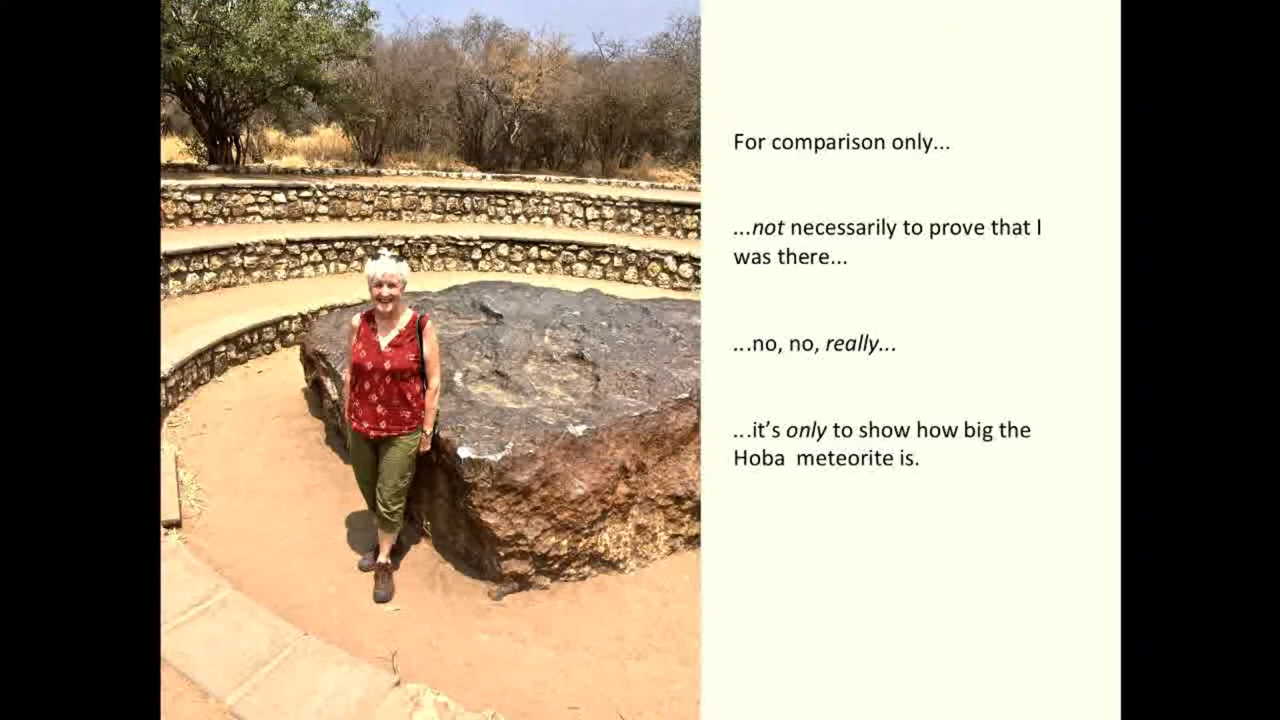 For comparison only...
...not necessarily to prove that I
was there...
...no, no, really...
...it’s only to show how big the
Hoba  meteorite is.